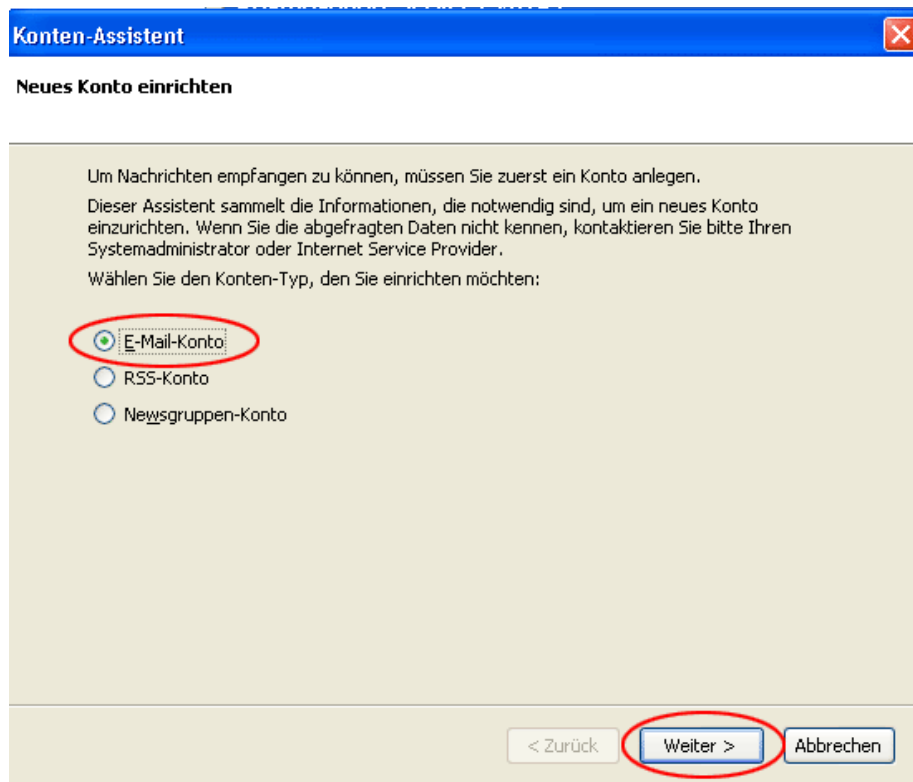 Konten-Assistent
Neues Konto einrichten
Um Nachrichten empfangen zu können, müssen Sie zuerst ein Konto anlegen.
Dieser Assistent sammelt die Informationen, die notwendig sind, um ein neues Konto
einzurichten. Wenn Sie die abgefragten Daten nicht kennen, kontaktieren Sie bitte Ihren
Systemadministrator oder Internet Service Provider.
Wählen Sie den Konten-Typ, den Sie einrichten möchten:
E-Mail-Konto
RSS-Konto
Newsgruppen-Konto
< Zurück Weiter > Abbrechen